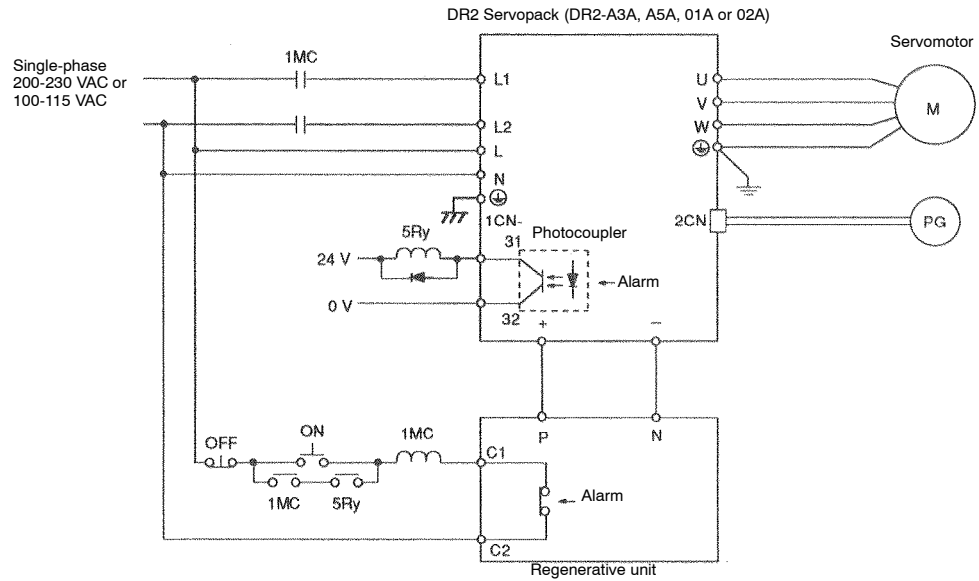 DR2 Servopack (DR2-A3A, A5A, 01A or 02A)
Servomotor
Single-phase
200-230 VAC or
100-115 VAC
1MC
L1
L2
L
N
U
V
W
M
1CN-
2CN
PG
5Ry
24 V
31
Photocoupler
Alarm
0 V
32
+
−
P
N
OFF
ON
1MC
C1
1MC
5Ry
Alarm
C2
Regenerative unit